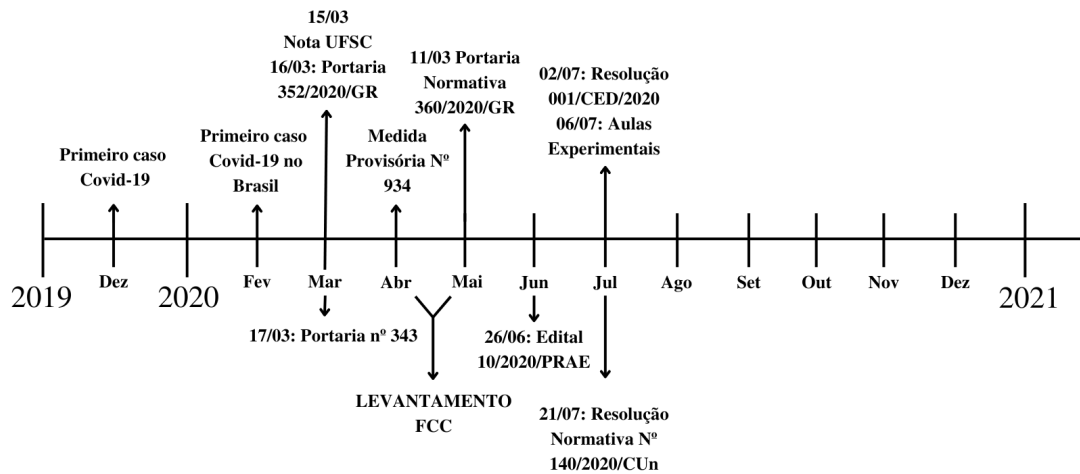 15/03
Nota UFSC
16/03: Portaria
352/2020/GR
11/03 Portaria
Normativa
360/2020/GR
02/07: Resolução
001/CED/2020
06/07: Aulas
Experimentais
Primeiro caso
Covid-19
Primeiro caso
Covid-19 no
Brasil
Medida
Provisória Nº
934
2019
Dez
2020
Fev
Mar
Abr
Mai
Jun
Jul
Ago
Set
Out
Nov
Dez
2021
17/03: Portaria nº 343
26/06: Edital
10/2020/PRAE
LEVANTAMENTO
FCC
21/07: Resolução
Normativa Nº
140/2020/CUn